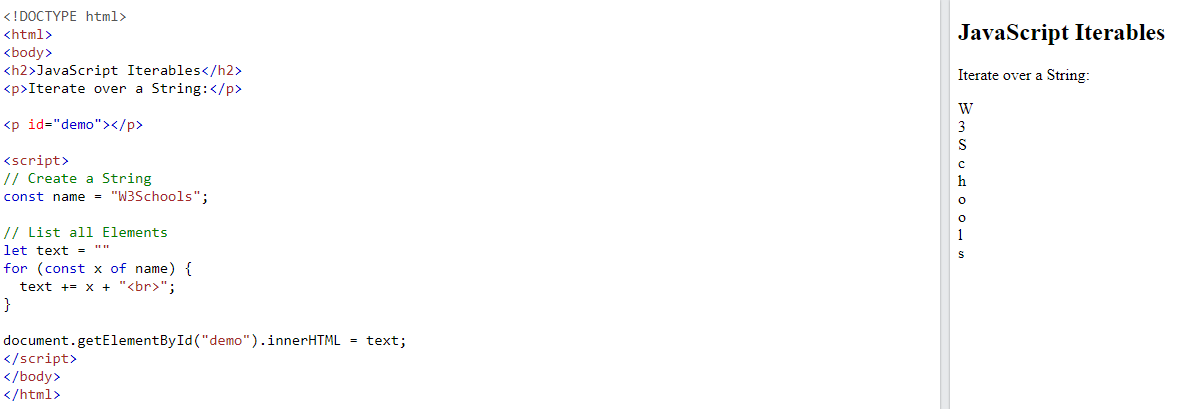 <!DOCTYPE html>
<html>
<body>
<h2>JavaScript Iterables</h2>
<p>Iterate over a String:</p>

<p id="demo"></p>

<script>
// Create a String
const name = "W3Schools";

// List all Elements
let text = ""
for (const x of name) {
  text += x + "<br>";
}

document.getElementById("demo").innerHTML = text;
</script>
</body>
</html>
JavaScript Iterables
Iterate over a String:
W
3
S
c
h
o
o
l
s